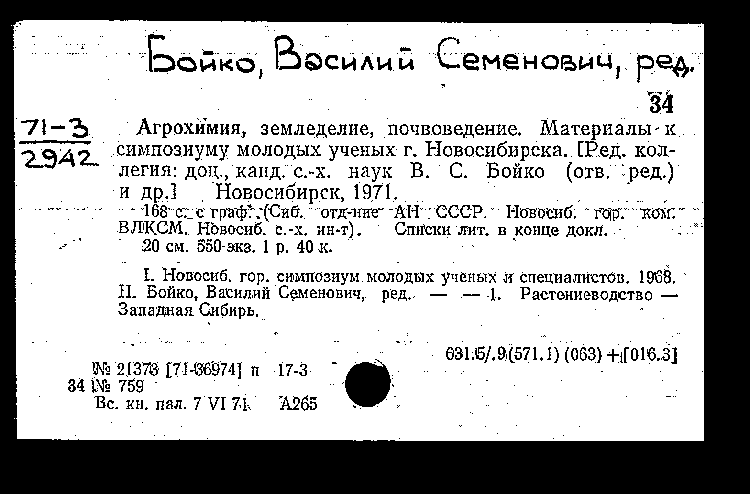 Бойко, Василий Семенович, ред.
34
71-3
2942
Агрохимия, земледелие, почвоведение. Материалы к
симпозиуму молодых ученых г. Новосибирска. [Ред. кол-
легия: доц., канд. с.-х. наук В. С. Бойко (отв. ред.)
и др.] Новосибирск, 1971.
168 с. с граф. (Сиб. отд-ние АН СССР. Новосиб. гор. ком.
ВЛКСМ. Новосиб. с.-х. ин-т). Списки лит. в конце докл.
20 см. 550 экз. 1 р. 40 к.
I. Новосиб. гор. симпозиум молодых ученых и специалистов. 1968.
II. Бойко, Василий Семенович, ред. — — 1. Растениеводство —
Западная Сибирь.
631.5/.9(571.1) (063) + [016.3]
№ 21373 [71-36974] п 17-3
34 № 759
Вс. кн. пал. 7 VI 71 А265